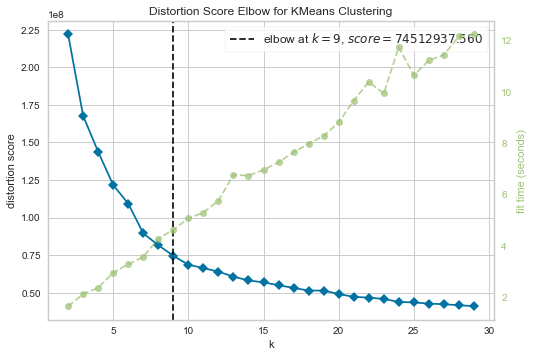 Distortion Score Elbow for KMeans Clustering
1e8
elbow at k = 9, score = 74512937.560
2.25
2.00
1.75
1.50
1.25
1.00
0.75
0.50
distortion score
12
10
8
6
4
2
fit time (seconds)
5 10 15 20 25 30
k